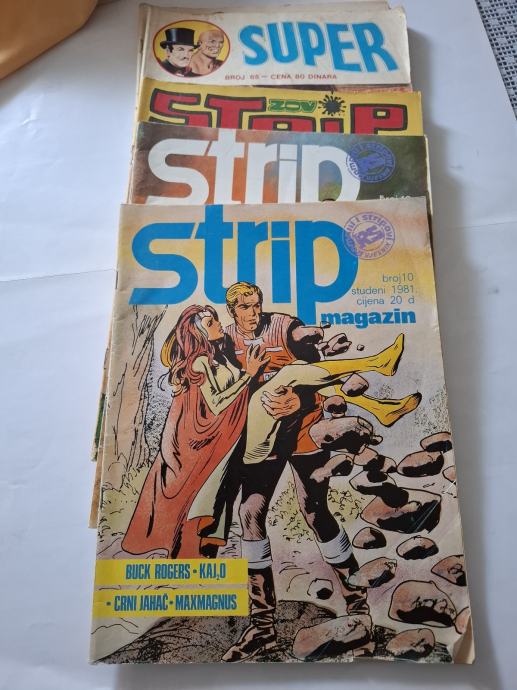 SUPER
BROJ 65 — CENA 80 DINARA
ZOV
STRIP
strip
strip
broj 10
studeni 1981.
cijena 20 d
magazin
BUCK ROGERS • KAJ,O
• CRNI JAHAČ • MAXMAGNUS